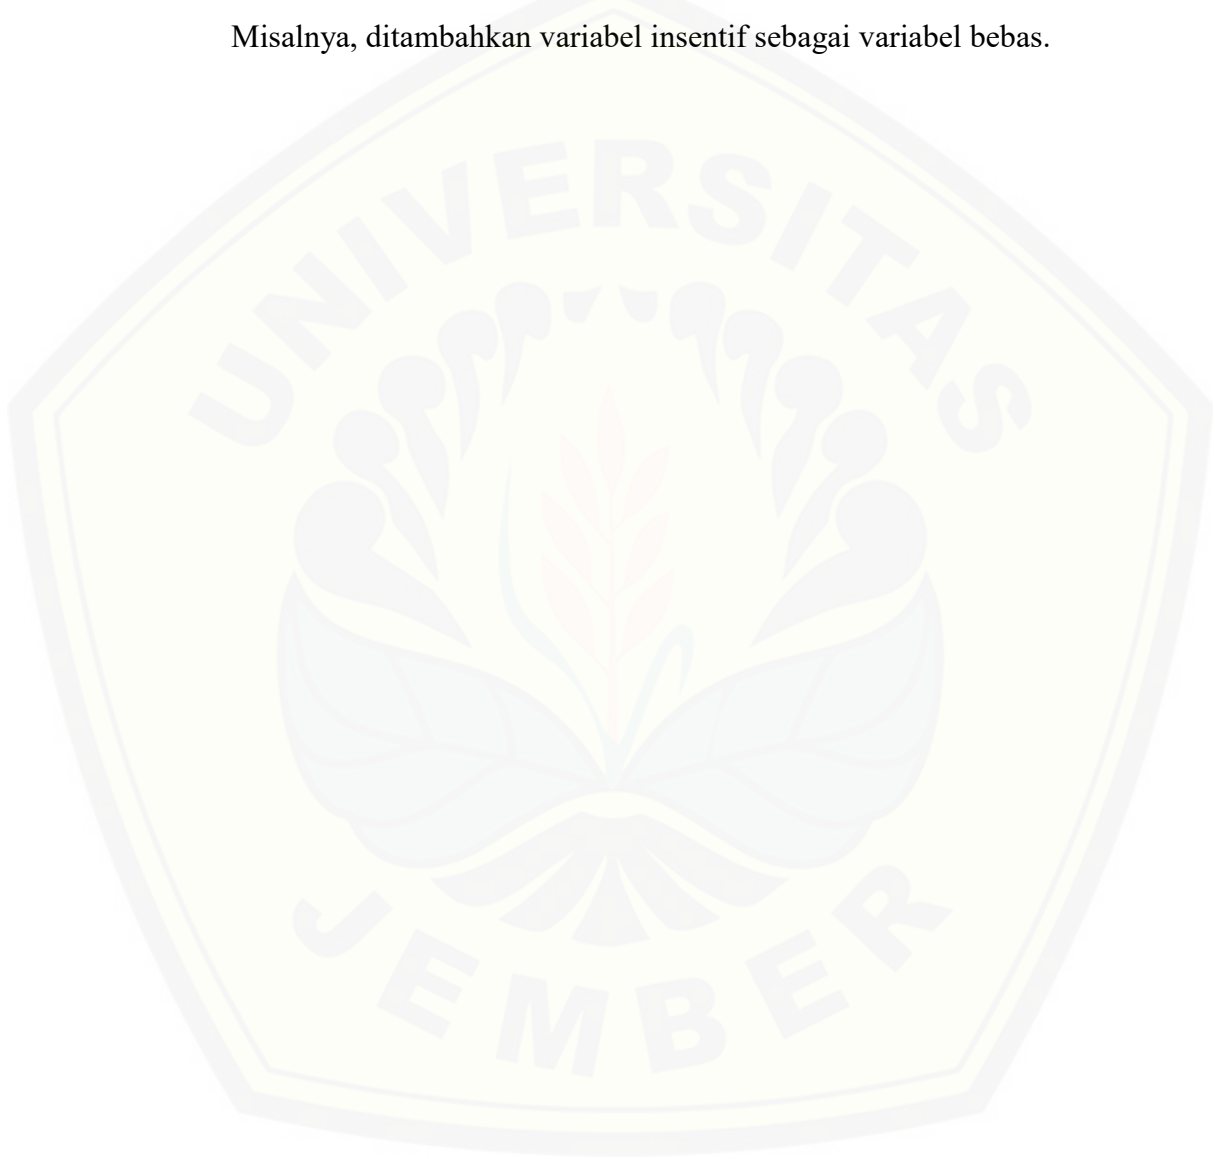 Misalnya, ditambahkan variabel insentif sebagai variabel bebas.
UNIVERSITAS
JEMBER